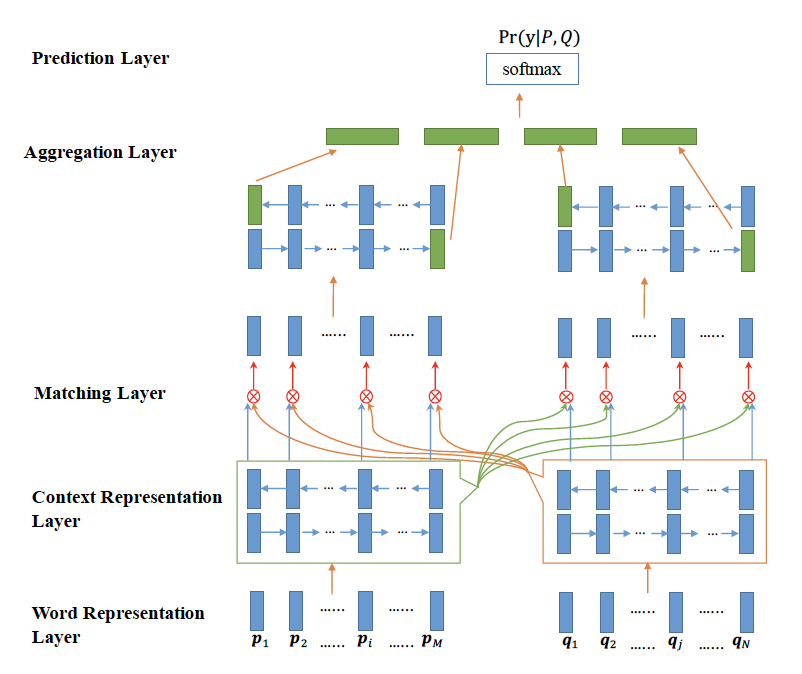 Pr(y|P, Q)
Prediction Layer
softmax
Aggregation Layer
... ... ... ...
... ... ... ...
...... ...... ...... ......
Matching Layer
Context Representation
Layer
... ... ... ...
... ... ... ...
Word Representation
Layer
...... ...... ...... ......
p1 p2 ...... pi ...... pM q1 q2 ...... qj ...... qN